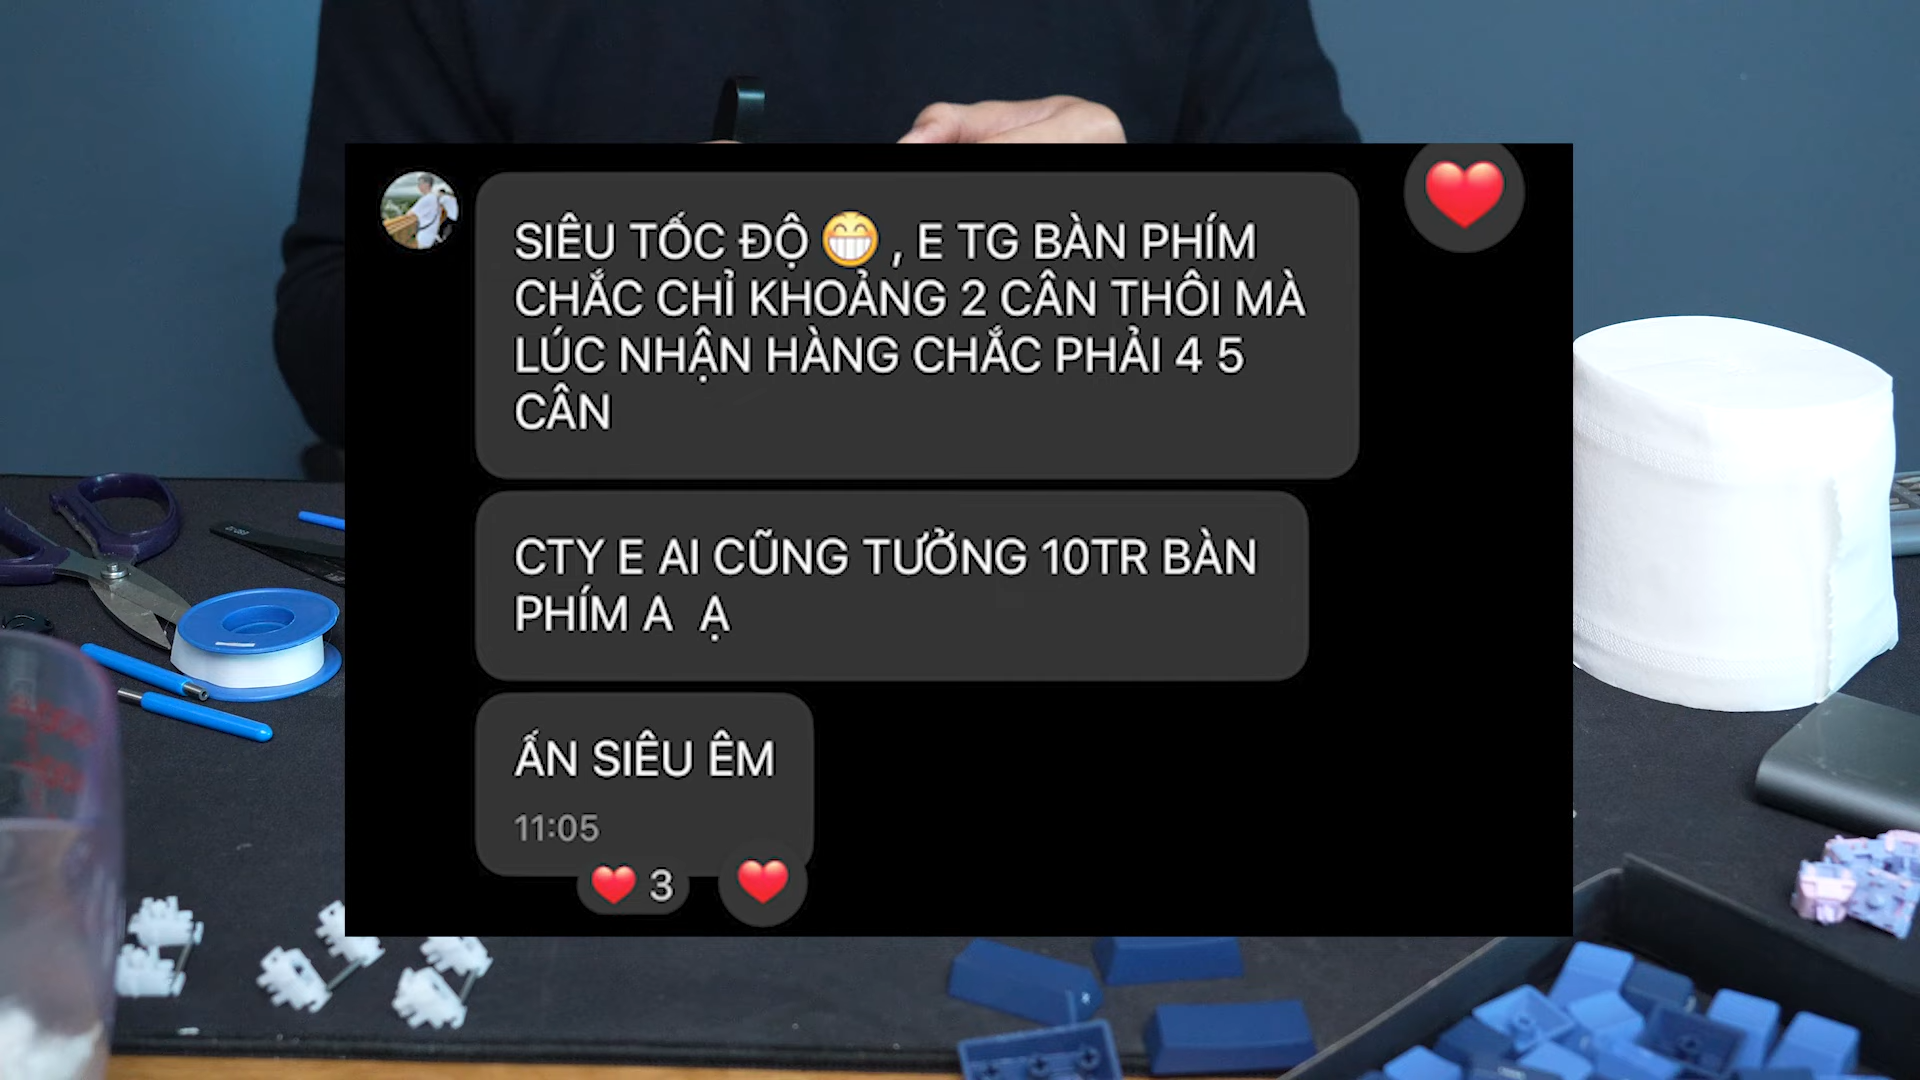 SIÊU TỐC ĐỘ 😁 , E TG BÀN PHÍM
CHẮC CHỈ KHOẢNG 2 CÂN THÔI MÀ
LÚC NHẬN HÀNG CHẮC PHẢI 4 5
CÂN
CTY E AI CŨNG TƯỞNG 10TR BÀN
PHÍM A Ạ
ẤN SIÊU ÊM
11:05
❤️ 3